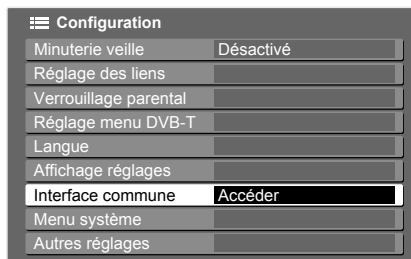 Configuration
Minuterie veille Désactivé
Réglage des liens
Verrouillage parental
Réglage menu DVB-T
Langue
Affichage réglages
Interface commune Accéder
Menu système
Autres réglages